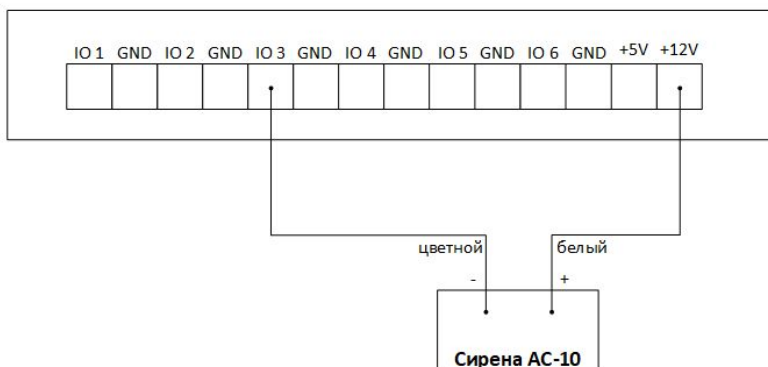 IO 1 GND IO 2 GND IO 3 GND IO 4 GND IO 5 GND IO 6 GND +5V +12V
цветной белый
- +
Сирена АС-10